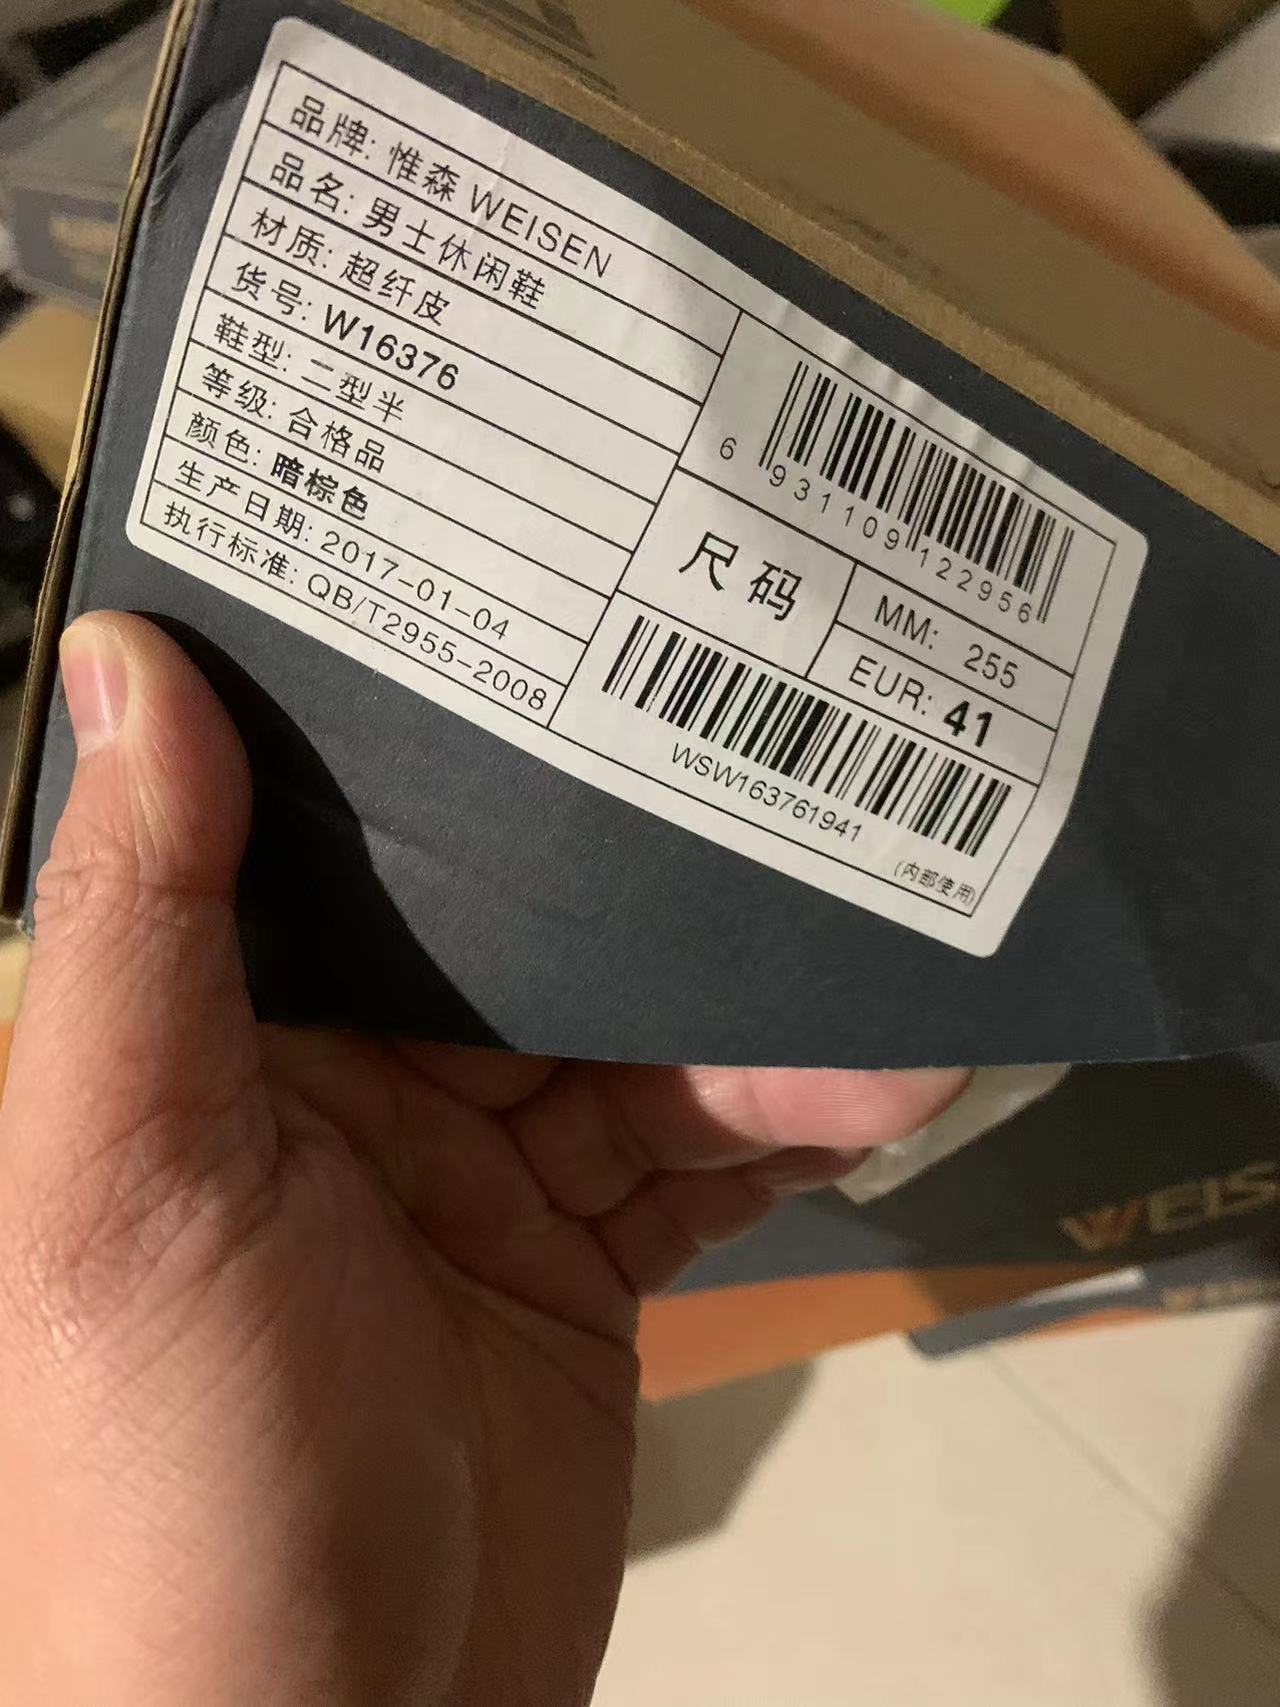 品牌: 惟森 WEISEN
品名: 男士休闲鞋
材质: 超纤皮
货号: W16376
鞋型: 二型半
等级: 合格品
颜色: 暗棕色
生产日期: 2017-01-04
执行标准: QB/T2955-2008
6 931109 122956
尺码
MM: 255
EUR: 41
WSW163761941
(内部使用)